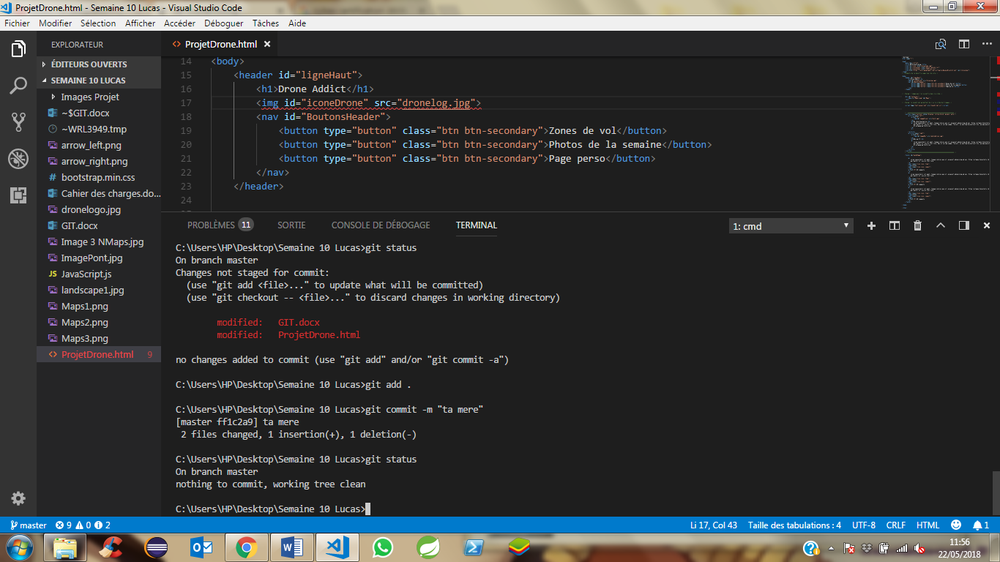 ProjetDrone.html - Semaine 10 Lucas - Visual Studio Code
Fichier Modifier Sélection Afficher Accéder Déboguer Tâches Aide
EXPLORATEUR
ÉDITEURS OUVERTS
SEMAINE 10 LUCAS
Images Projet
~$GIT.docx
~WRL3949.tmp
arrow_left.png
arrow_right.png
# bootstrap.min.css
Cahier des charges.do...
dronelogo.jpg
GIT.docx
Image 3 NMaps.jpg
ImagePont.jpg
JS JavaScript.js
landscape1.jpg
Maps1.png
Maps2.png
Maps3.png
<> ProjetDrone.html 9
<> ProjetDrone.html ×
14 <body>
15 <header id="ligneHaut">
16 <h1>Drone Addict</h1>
17 <img id="iconeDrone" src="dronelog.jpg">
18 <nav id="BoutonsHeader">
19 <button type="button" class="btn btn-secondary">Zones de vol</button>
20 <button type="button" class="btn btn-secondary">Photos de la semaine</button>
21 <button type="button" class="btn btn-secondary">Page perso</button>
22 </nav>
23 </header>
24
PROBLÈMES 11 SORTIE CONSOLE DE DÉBOGAGE TERMINAL
1: cmd
C:\Users\HP\Desktop\Semaine 10 Lucas>git status
On branch master
Changes not staged for commit:
(use "git add <file>..." to update what will be committed)
(use "git checkout -- <file>..." to discard changes in working directory)
modified: GIT.docx
modified: ProjetDrone.html
no changes added to commit (use "git add" and/or "git commit -a")
C:\Users\HP\Desktop\Semaine 10 Lucas>git add .
C:\Users\HP\Desktop\Semaine 10 Lucas>git commit -m "ta mere"
[master ff1c2a9] ta mere
2 files changed, 1 insertion(+), 1 deletion(-)
C:\Users\HP\Desktop\Semaine 10 Lucas>git status
On branch master
nothing to commit, working tree clean
C:\Users\HP\Desktop\Semaine 10 Lucas>
master 9 0 2
Li 17, Col 43 Taille des tabulations : 4 UTF-8 CRLF HTML 1
11:56
22/05/2018